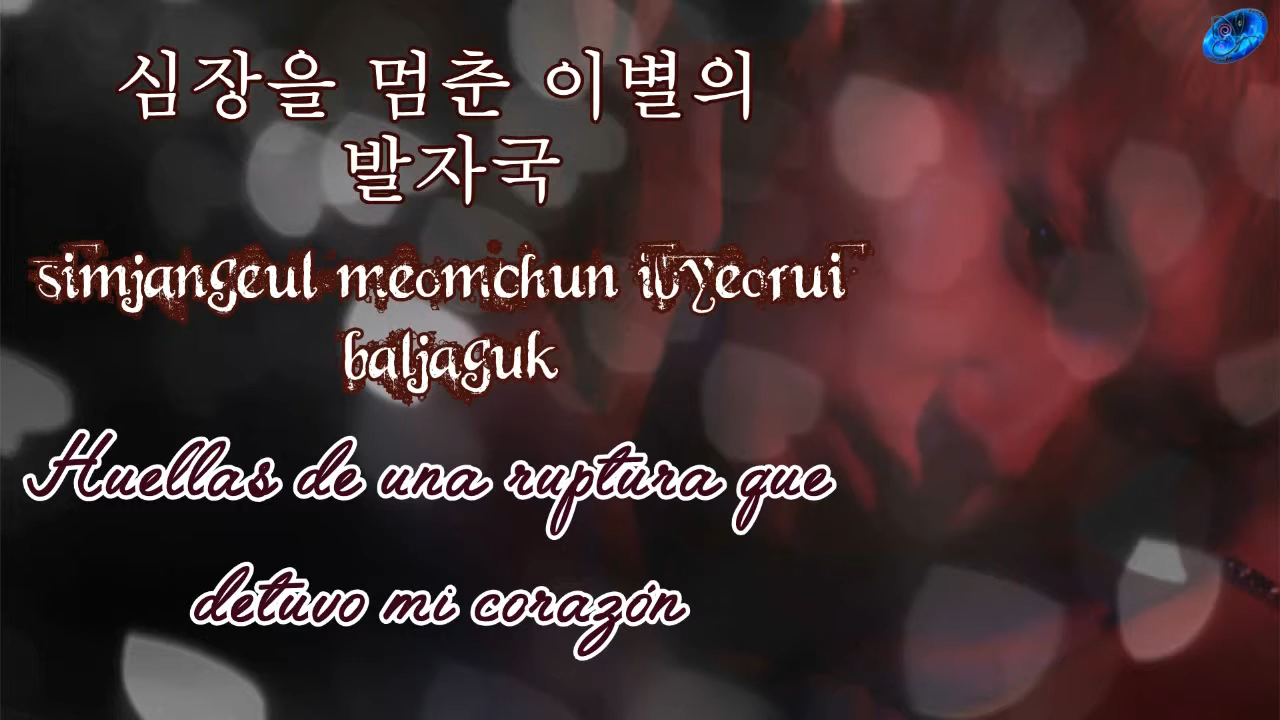 심장을 멈춘 이별의
발자국
simjangeul meomchun ibyeorui
baljaguk
Huellas de una ruptura que
detuvo mi corazón